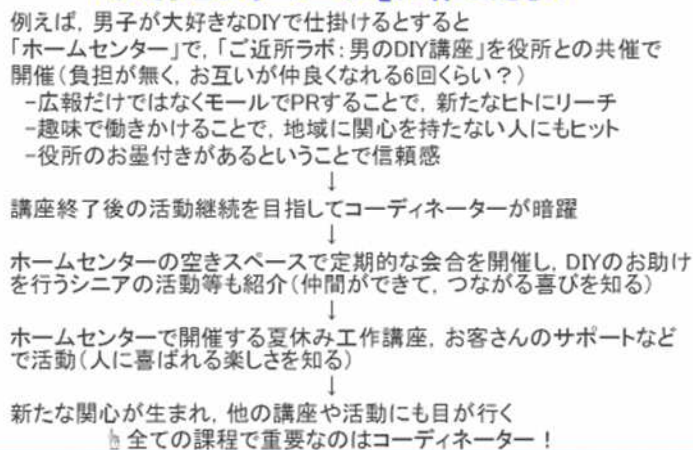 例えば，男子が大好きなDIYで仕掛けるとすると
「ホームセンター」で，「ご近所ラボ：男のDIY講座」を役所との共催で
開催（負担が無く，お互いが仲良くなれる6回くらい？）
－広報だけではなくモールでPRすることで，新たなヒトにリーチ
－趣味で働きかけることで，地域に関心を持たない人にもヒット
－役所のお墨付きがあるということで信頼感
↓
講座終了後の活動継続を目指してコーディネーターが暗躍
↓
ホームセンターの空きスペースで定期的な会合を開催し，DIYのお助け
を行うシニアの活動等も紹介（仲間ができて，つながる喜びを知る）
↓
ホームセンターで開催する夏休み工作講座，お客さんのサポートなど
で活動（人に喜ばれる楽しさを知る）
↓
新たな関心が生まれ，他の講座や活動にも目が行く
☝全ての課程で重要なのはコーディネーター！